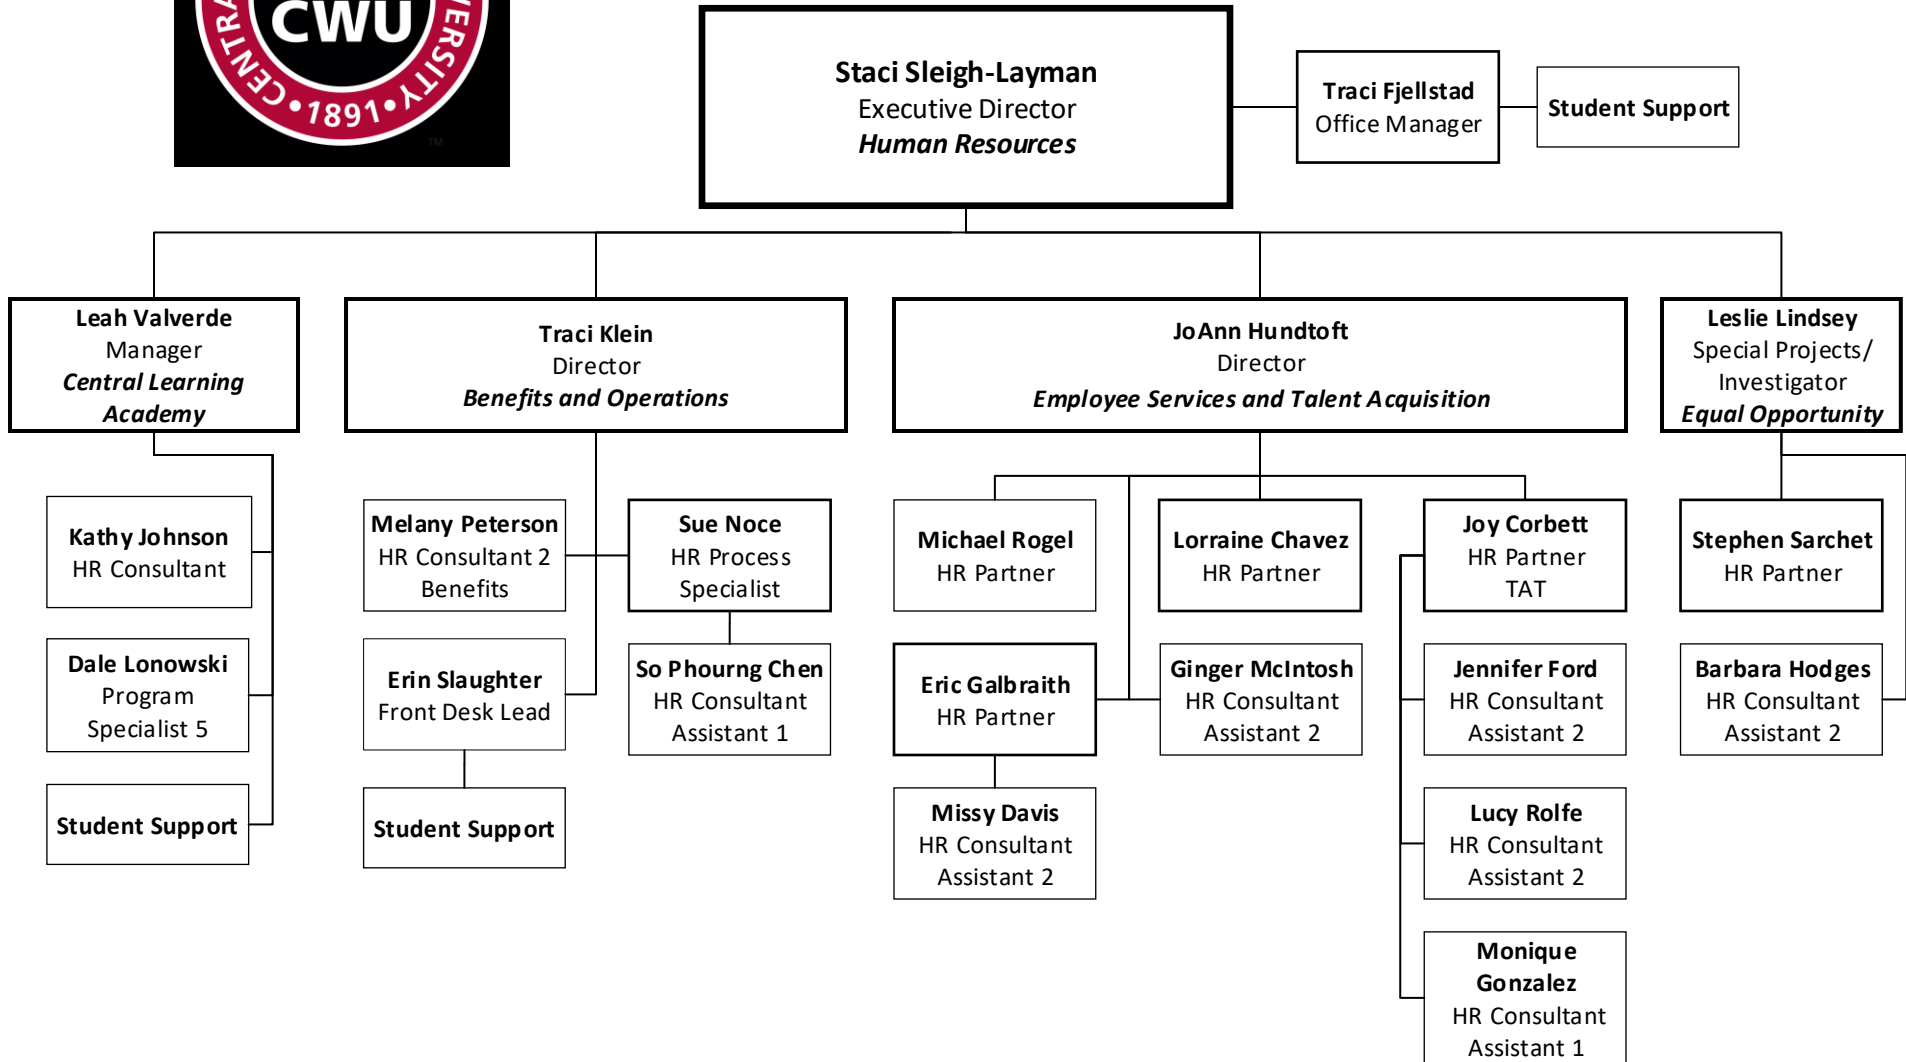 CWU
CENTRA
VERSITY
•1891•
TM
Staci Sleigh-Layman
Executive Director
Human Resources
Traci Fjellstad
Office Manager
Student Support
Leah Valverde
Manager
Central Learning
Academy
Traci Klein
Director
Benefits and Operations
JoAnn Hundtoft
Director
Employee Services and Talent Acquisition
Leslie Lindsey
Special Projects/
Investigator
Equal Opportunity
Kathy Johnson
HR Consultant
Melany Peterson
HR Consultant 2
Benefits
Sue Noce
HR Process
Specialist
Michael Rogel
HR Partner
Lorraine Chavez
HR Partner
Joy Corbett
HR Partner
TAT
Stephen Sarchet
HR Partner
Dale Lonowski
Program
Specialist 5
Erin Slaughter
Front Desk Lead
So Phourng Chen
HR Consultant
Assistant 1
Eric Galbraith
HR Partner
Ginger McIntosh
HR Consultant
Assistant 2
Jennifer Ford
HR Consultant
Assistant 2
Barbara Hodges
HR Consultant
Assistant 2
Student Support
Student Support
Missy Davis
HR Consultant
Assistant 2
Lucy Rolfe
HR Consultant
Assistant 2
Monique
Gonzalez
HR Consultant
Assistant 1